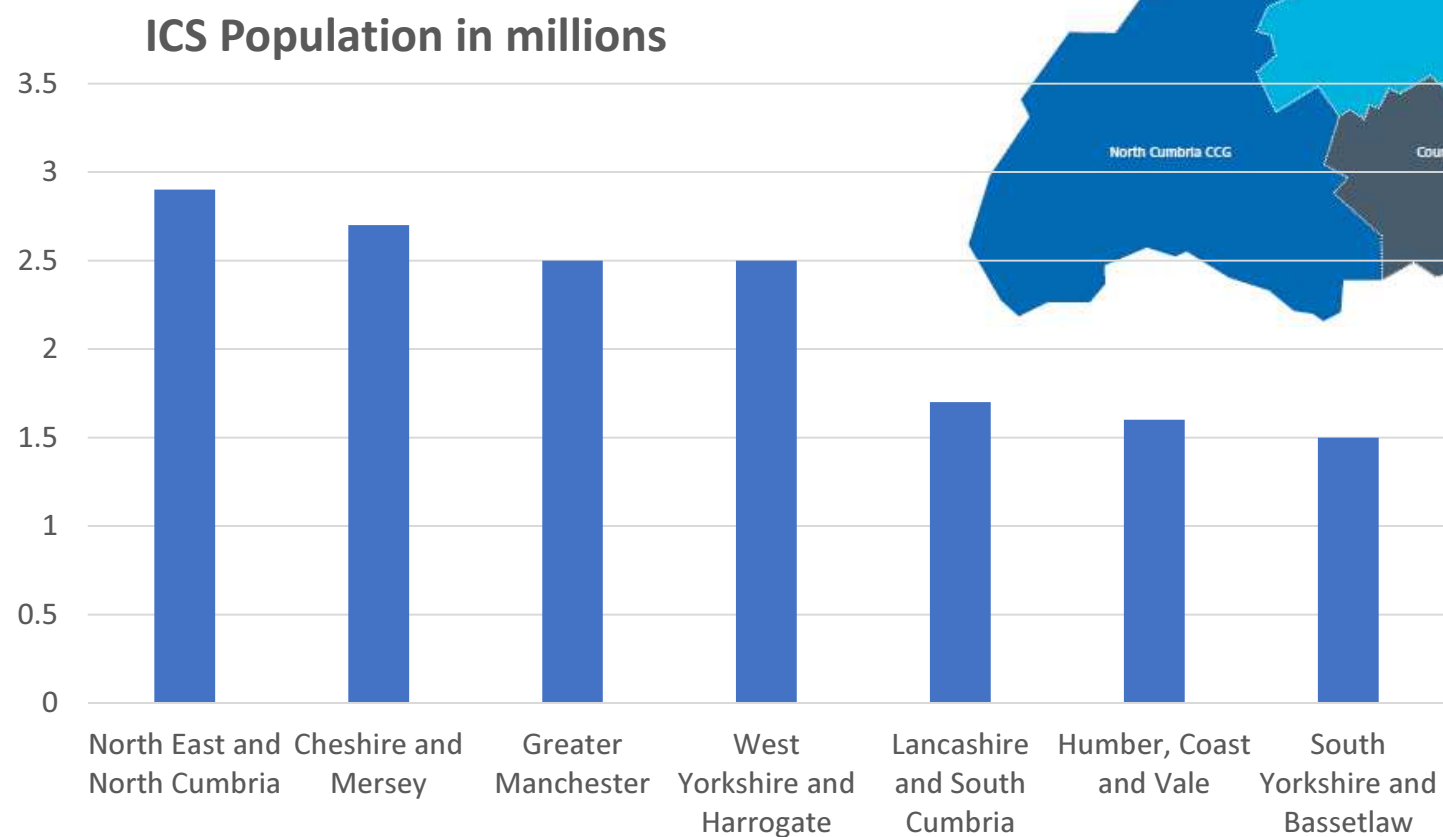 ICS Population in millions
3.5
3
2.5
2
1.5
1
0.5
0
North East and
North Cumbria
Cheshire and
Mersey
Greater
Manchester
West
Yorkshire and
Harrogate
Lancashire
and South
Cumbria
Humber, Coast
and Vale
South
Yorkshire and
Bassetlaw
North Cumbria CCG